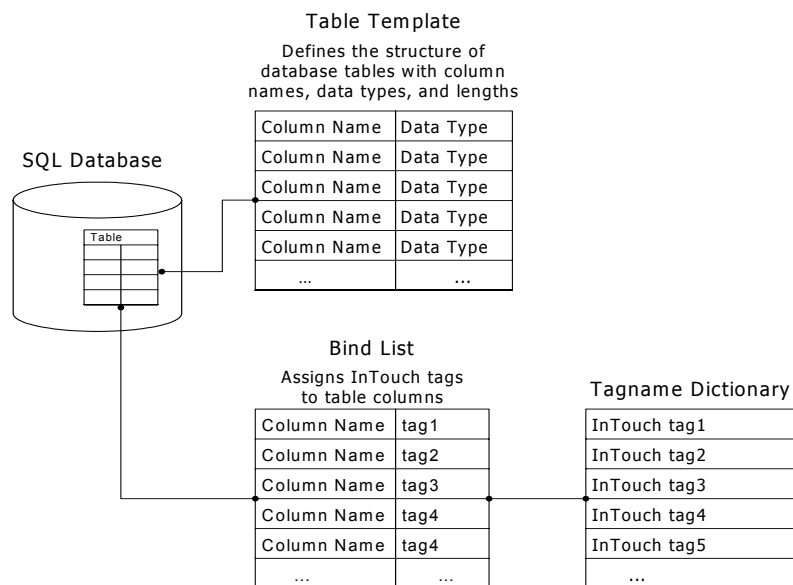 Table Template
Defines the structure of
database tables with column
names, data types, and lengths
Column Name Data Type
Column Name Data Type
Column Name Data Type
Column Name Data Type
Column Name Data Type
... ...
SQL Database
Table
Bind List
Assigns InTouch tags
to table columns
Column Name tag1
Column Name tag2
Column Name tag3
Column Name tag4
Column Name tag4
... ...
Tagname Dictionary
InTouch tag1
InTouch tag2
InTouch tag3
InTouch tag4
InTouch tag5
...